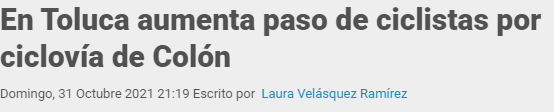 En Toluca aumenta paso de ciclistas por
ciclovía de Colón
Domingo, 31 Octubre 2021 21:19 Escrito por Laura Velásquez Ramírez